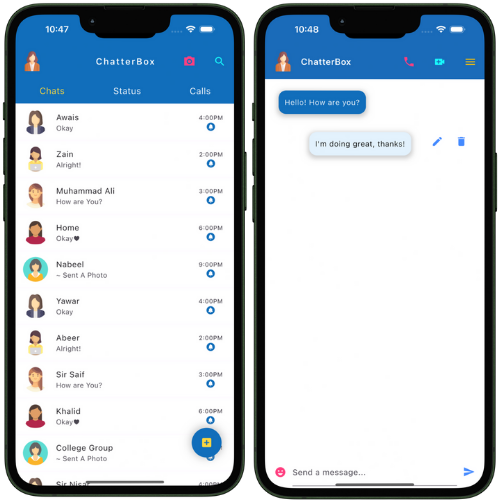 10:47
ChatterBox
Chats Status Calls
Awais 4:00PM
Okay
Zain 2:00PM
Alright!
Muhammad Ali 3:00PM
How are You?
Home 6:00PM
Okay🖤
Nabeel 9:00PM
~ Sent A Photo
Yawar 4:00PM
Okay
Abeer 2:00PM
Alright!
Sir Saif 3:00PM
How are You?
Khalid 6:00PM
Okay🖤
College Group
~ Sent A Photo
Sir Nisar 4:00PM
10:48
ChatterBox
Hello! How are you?
I'm doing great, thanks!
Send a message...